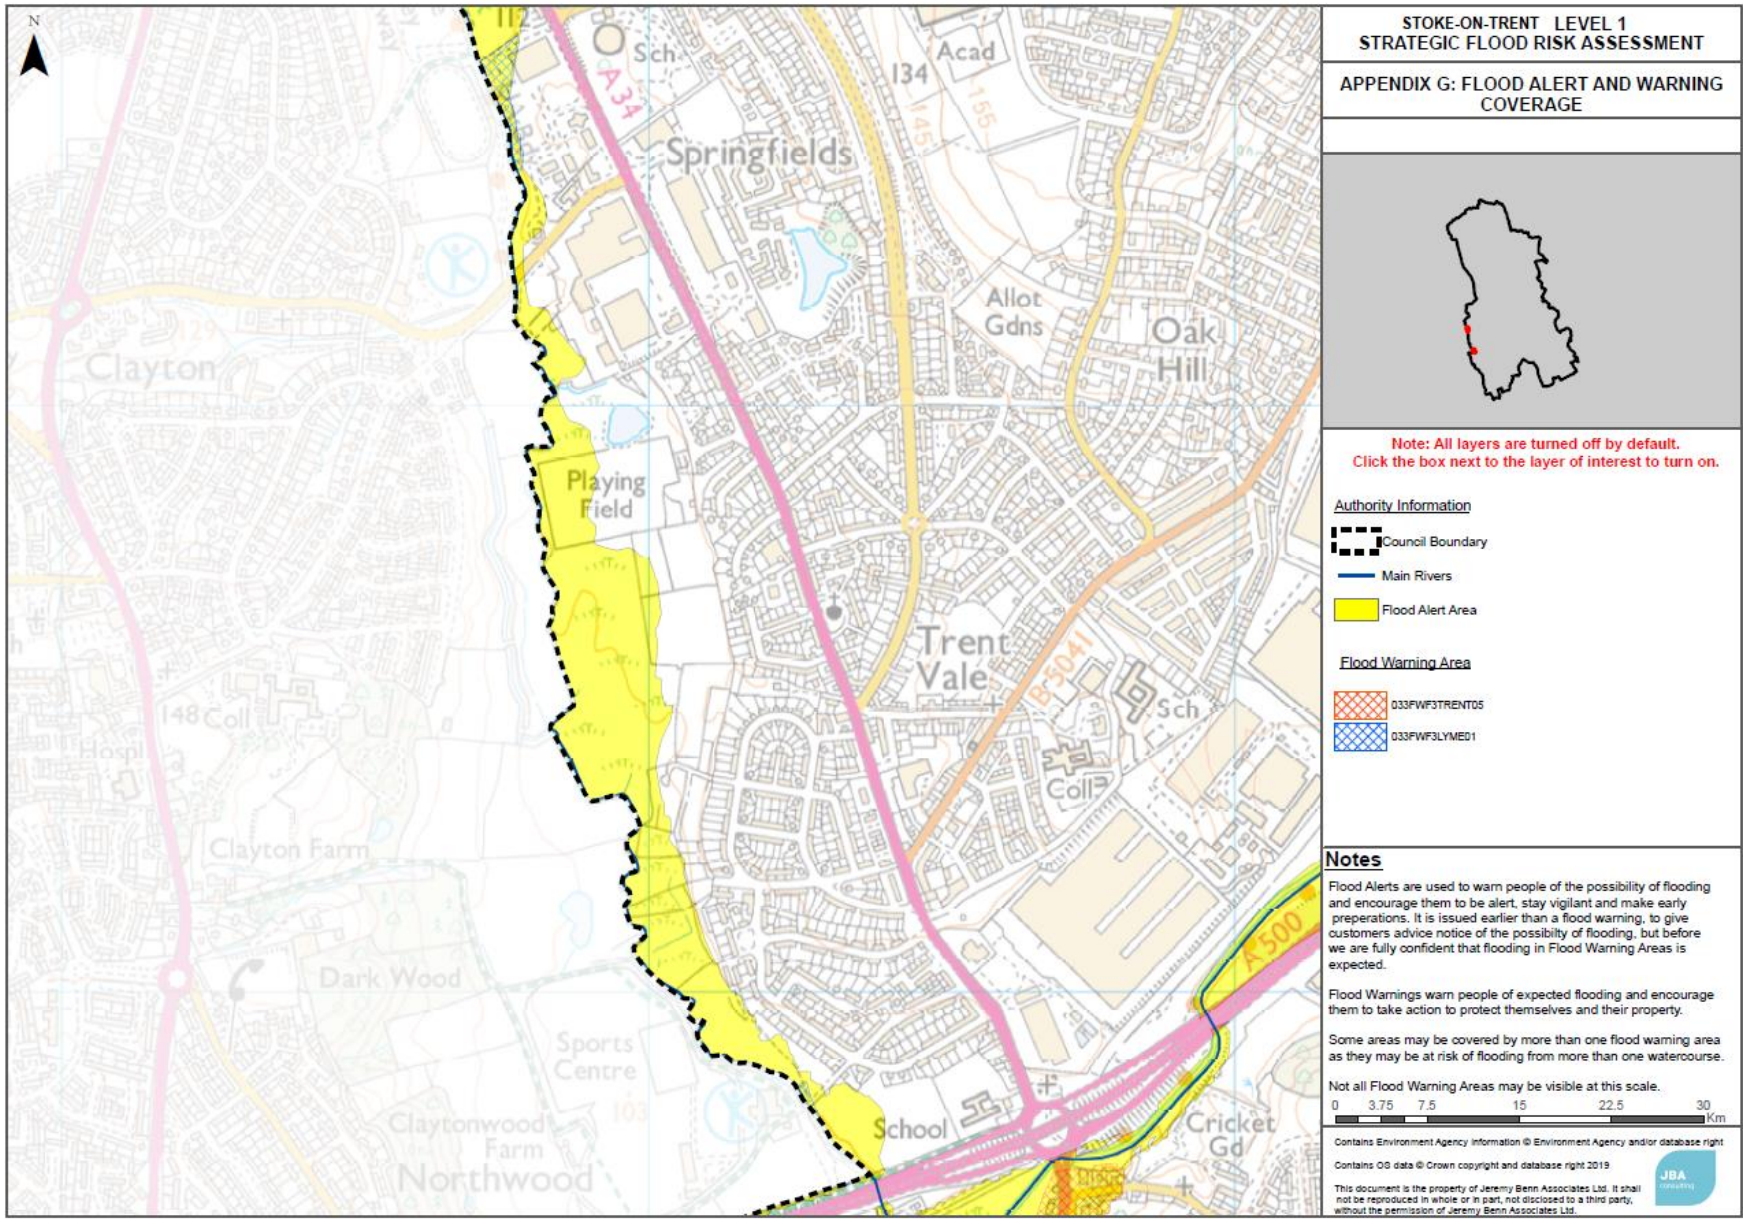 N
112
Sch
A34
Acad
134
155
145
Springfields
Allot
Gdns
Oak
Hill
129
Clayton
Playing
Field
Trent
Vale
B 5041
Sch
Coll
148 Coll
Hospl
Clayton Farm
Dark Wood
A 500
Sports
Centre
Claytonwood
Farm
Northwood
School
Cricket
Gd
STOKE-ON-TRENT LEVEL 1
STRATEGIC FLOOD RISK ASSESSMENT
APPENDIX G: FLOOD ALERT AND WARNING
COVERAGE
Note: All layers are turned off by default.
Click the box next to the layer of interest to turn on.
Authority Information
Council Boundary
Main Rivers
Flood Alert Area
Flood Warning Area
033FWF3TRENT05
033FWF3LYME01
Notes
Flood Alerts are used to warn people of the possibility of flooding
and encourage them to be alert, stay vigilant and make early
preperations. It is issued earlier than a flood warning, to give
customers advice notice of the possibilty of flooding, but before
we are fully confident that flooding in Flood Warning Areas is
expected.
Flood Warnings warn people of expected flooding and encourage
them to take action to protect themselves and their property.
Some areas may be covered by more than one flood warning area
as they may be at risk of flooding from more than one watercourse.
Not all Flood Warning Areas may be visible at this scale.
0 3.75 7.5 15 22.5 30
Km
Contains Environment Agency Information © Environment Agency and/or database right
Contains OS data © Crown copyright and database right 2019
This document is the property of Jeremy Benn Associates Ltd. It shall
not be reproduced in whole or in part, not disclosed to a third party,
without the permission of Jeremy Benn Associates Ltd.
JBA
consulting